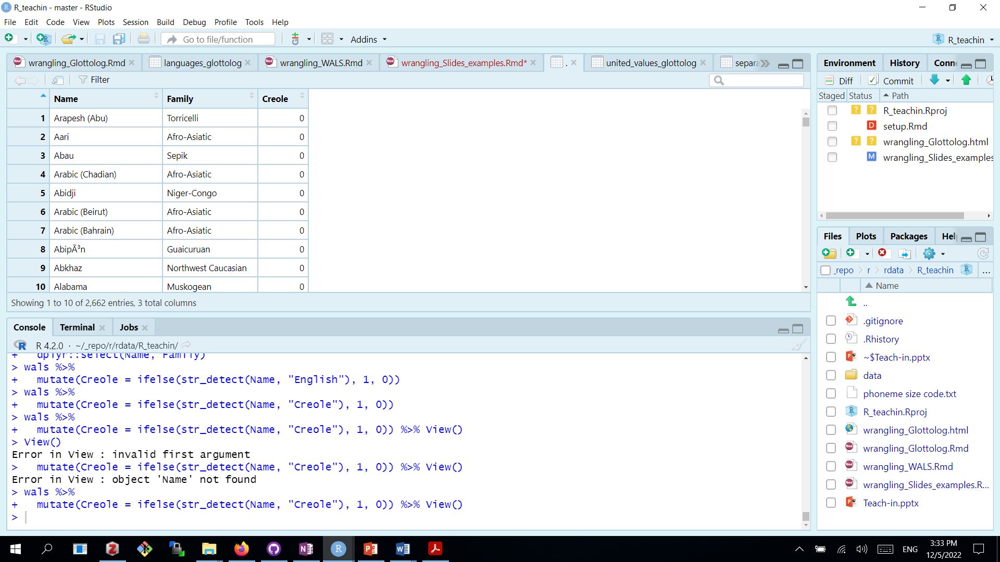 R_teachin - master - RStudio
File Edit Code View Plots Session Build Debug Profile Tools Help
Go to file/function Addins R_teachin
wrangling_Glottolog.Rmd languages_glottolog wrangling_WALS.Rmd wrangling_Slides_examples.Rmd* . united_values_glottolog separa
Filter
Name Family Creole
1 Arapesh (Abu) Torricelli 0
2 Aari Afro-Asiatic 0
3 Abau Sepik 0
4 Arabic (Chadian) Afro-Asiatic 0
5 Abidji Niger-Congo 0
6 Arabic (Beirut) Afro-Asiatic 0
7 Arabic (Bahrain) Afro-Asiatic 0
8 AbipÃ³n Guaicuruan 0
9 Abkhaz Northwest Caucasian 0
10 Alabama Muskogean 0
Showing 1 to 10 of 2,662 entries, 3 total columns
Console Terminal Jobs
R 4.2.0 · ~/_repo/r/rdata/R_teachin/
+   dplyr::select(Name, Family)
> wals %>%
+   mutate(Creole = ifelse(str_detect(Name, "English"), 1, 0))
> wals %>%
+   mutate(Creole = ifelse(str_detect(Name, "Creole"), 1, 0))
> wals %>%
+   mutate(Creole = ifelse(str_detect(Name, "Creole"), 1, 0)) %>% View()
> View()
Error in View : invalid first argument
>   mutate(Creole = ifelse(str_detect(Name, "Creole"), 1, 0)) %>% View()
Error in View : object 'Name' not found
> wals %>%
+   mutate(Creole = ifelse(str_detect(Name, "Creole"), 1, 0)) %>% View()
>
Environment History Conn
Diff Commit
Staged Status Path
? ? R_teachin.Rproj
D setup.Rmd
? ? wrangling_Glottolog.html
M wrangling_Slides_examples
Files Plots Packages Hel
_repo r rdata R_teachin ...
Name
..
.gitignore
.Rhistory
~$Teach-in.pptx
data
phoneme size code.txt
R_teachin.Rproj
wrangling_Glottolog.html
wrangling_Glottolog.Rmd
wrangling_WALS.Rmd
wrangling_Slides_examples.R...
Teach-in.pptx
ENG
3:33 PM
12/5/2022